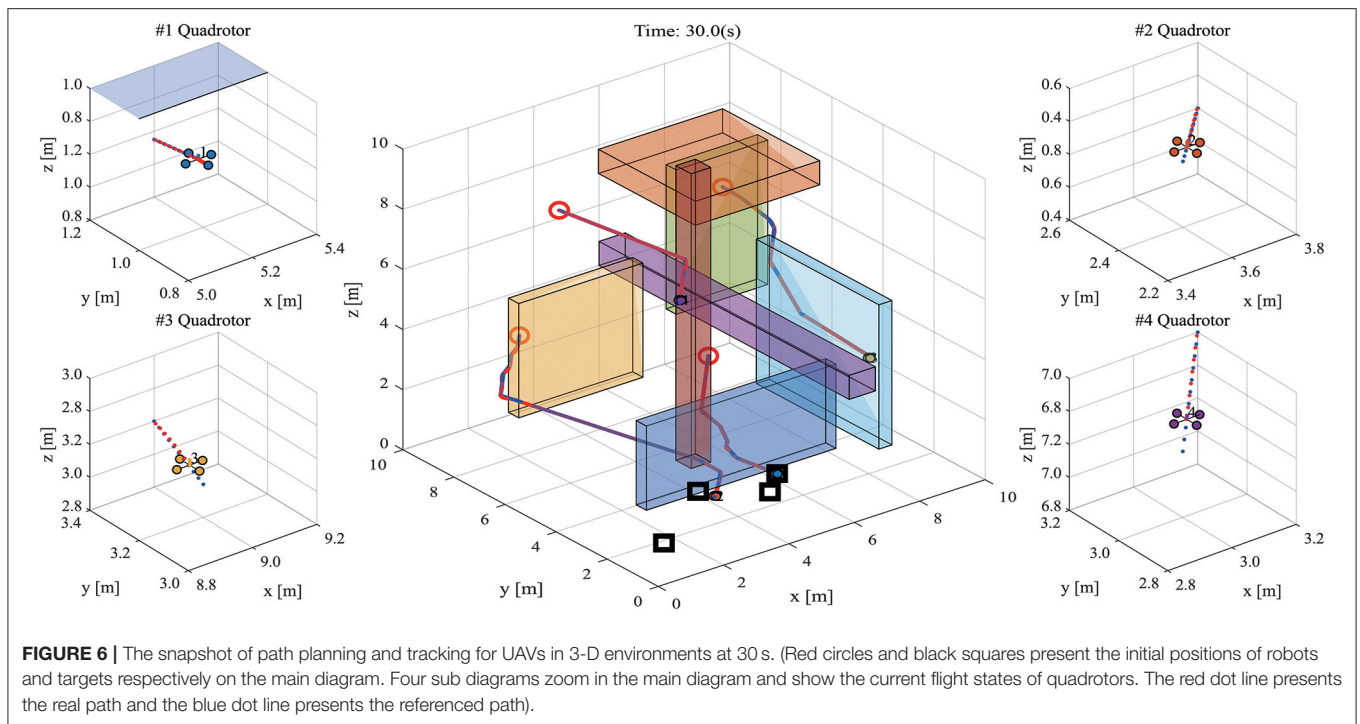 #1 Quadrotor
1.0
0.8
1.2
1.0
0.8
z [m]
1.2
1.0
0.8
y [m]
5.0
5.2
5.4
x [m]
1
#3 Quadrotor
3.0
2.8
3.2
3.0
2.8
z [m]
3.4
3.2
3.0
y [m]
8.8
9.0
9.2
x [m]
3
Time: 30.0(s)
10
8
6
4
2
0
z [m]
10
8
6
4
2
0
y [m]
0
2
4
6
8
10
x [m]
2
#2 Quadrotor
0.6
0.4
0.8
0.6
0.4
z [m]
2.6
2.4
2.2
y [m]
3.4
3.6
3.8
x [m]
2
#4 Quadrotor
7.0
6.8
7.2
7.0
6.8
z [m]
3.2
3.0
2.8
y [m]
2.8
3.0
3.2
x [m]
4
FIGURE 6 | The snapshot of path planning and tracking for UAVs in 3-D environments at 30 s. (Red circles and black squares present the initial positions of robots
and targets respectively on the main diagram. Four sub diagrams zoom in the main diagram and show the current flight states of quadrotors. The red dot line presents
the real path and the blue dot line presents the referenced path).